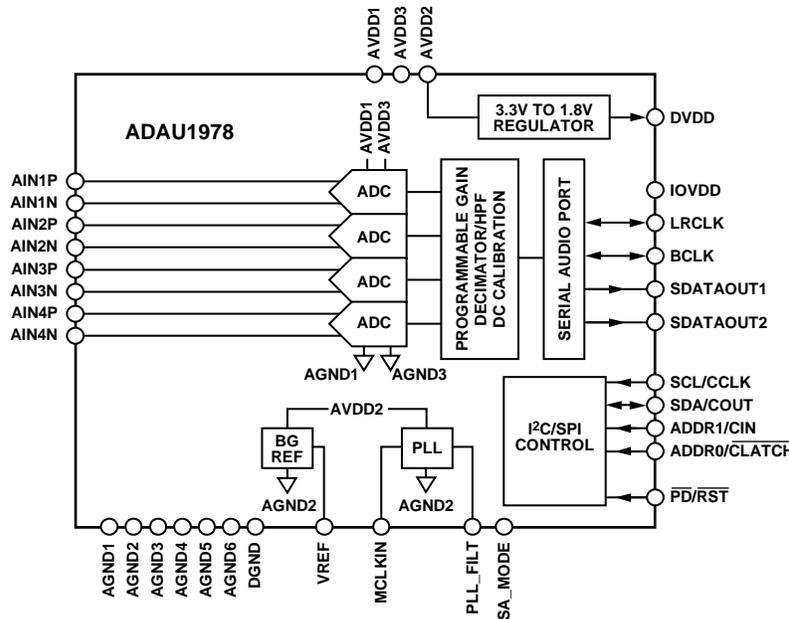 AVDD1
AVDD3
AVDD2
ADAU1978
3.3V TO 1.8V
REGULATOR
DVDD
IOVDD
LRCLK
BCLK
SDATAOUT1
SDATAOUT2
AIN1P
AIN1N
AIN2P
AIN2N
AIN3P
AIN3N
AIN4P
AIN4N
AVDD1
AVDD3
ADC
ADC
ADC
ADC
AGND1
AGND3
PROGRAMMABLE GAIN
DECIMATOR/HPF
DC CALIBRATION
SERIAL AUDIO PORT
SCL/CCLK
SDA/COUT
ADDR1/CIN
ADDR0/CLATCH
PD/RST
I2C/SPI
CONTROL
AVDD2
BG
REF
PLL
AGND2
AGND2
AGND1
AGND2
AGND3
AGND4
AGND5
AGND6
DGND
VREF
MCLKIN
PLL_FILT
SA_MODE